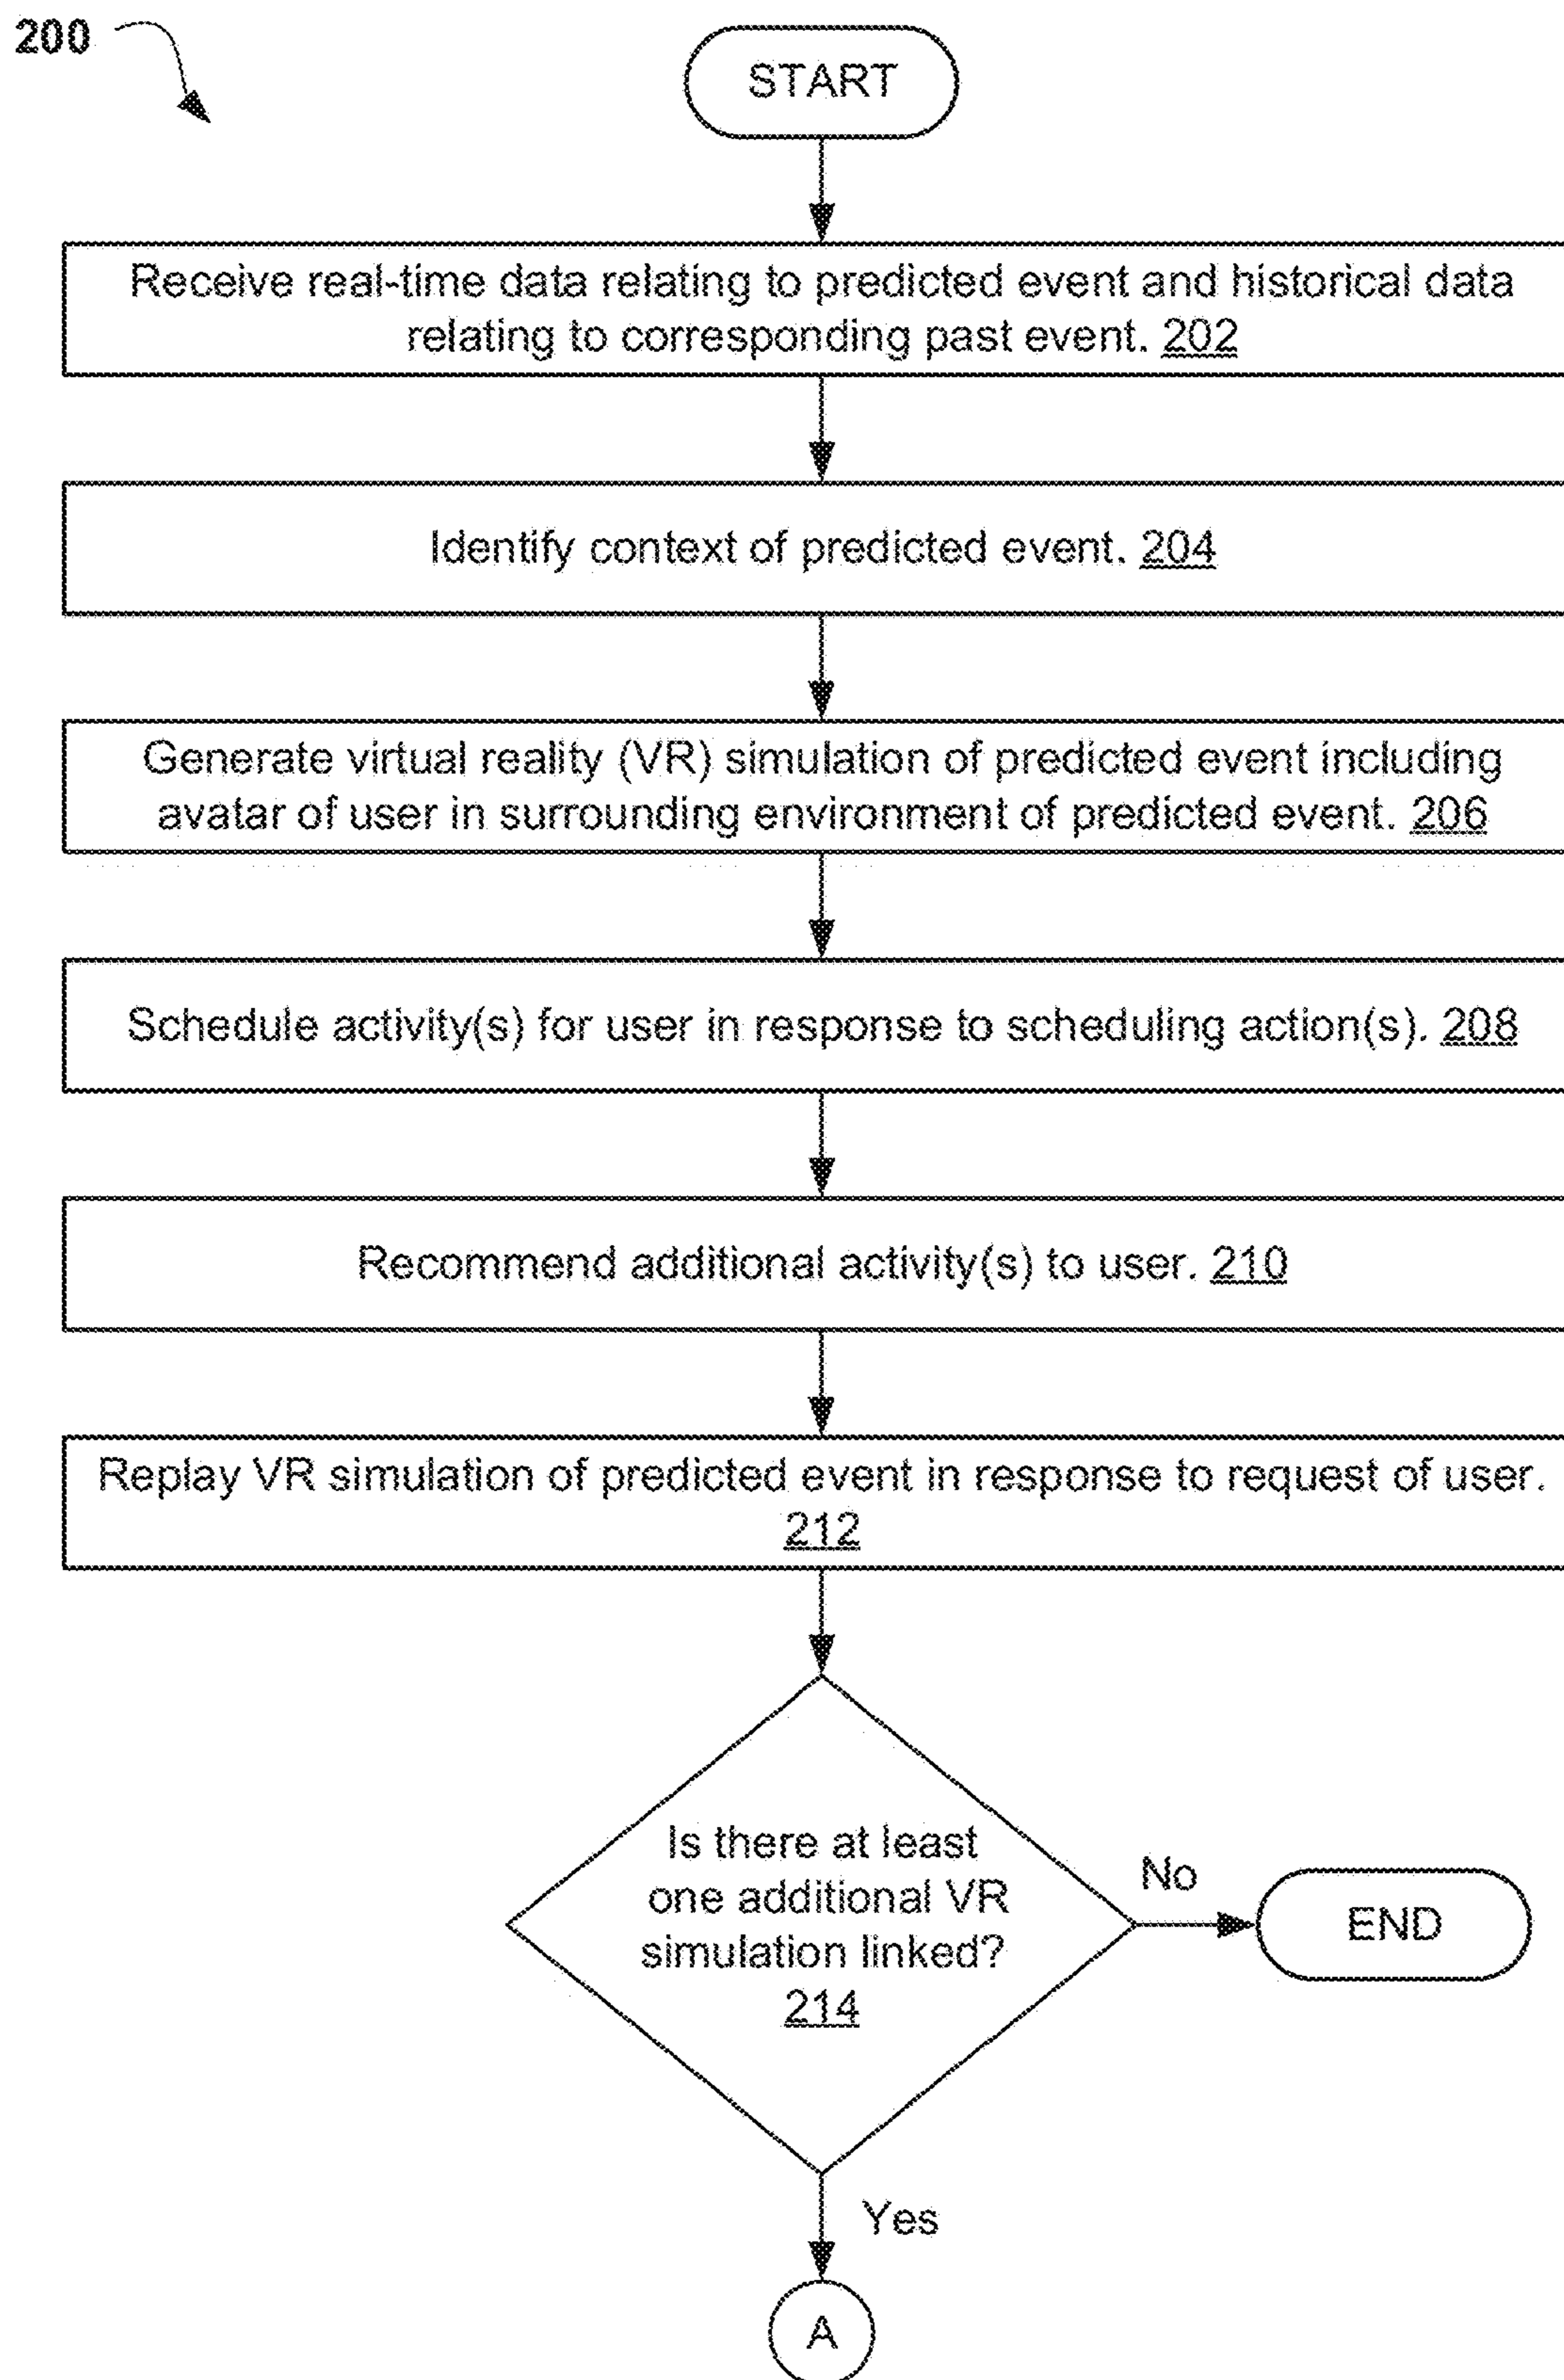 200
START
Receive real-time data relating to predicted event and historical data
relating to corresponding past event. 202
Identify context of predicted event. 204
Generate virtual reality (VR) simulation of predicted event including
avatar of user in surrounding environment of predicted event. 206
Schedule activity(s) for user in response to scheduling action(s). 208
Recommend additional activity(s) to user. 210
Replay VR simulation of predicted event in response to request of user.
212
Is there at least
one additional VR
simulation linked?
214
No
END
Yes
A